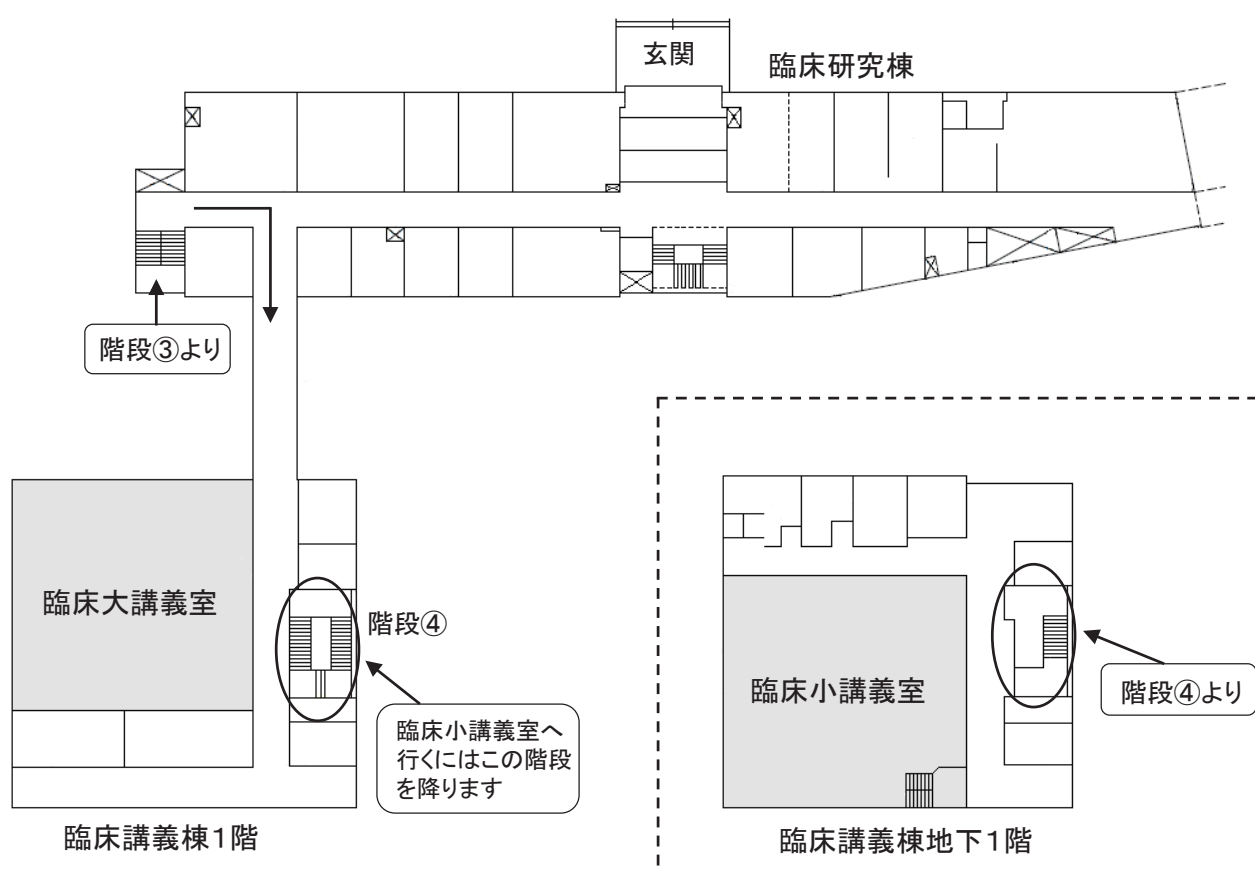 玄関
臨床研究棟
階段③より
臨床大講義室
階段④
臨床小講義室へ
行くにはこの階段
を降ります
臨床講義棟1階
臨床小講義室
階段④より
臨床講義棟地下1階